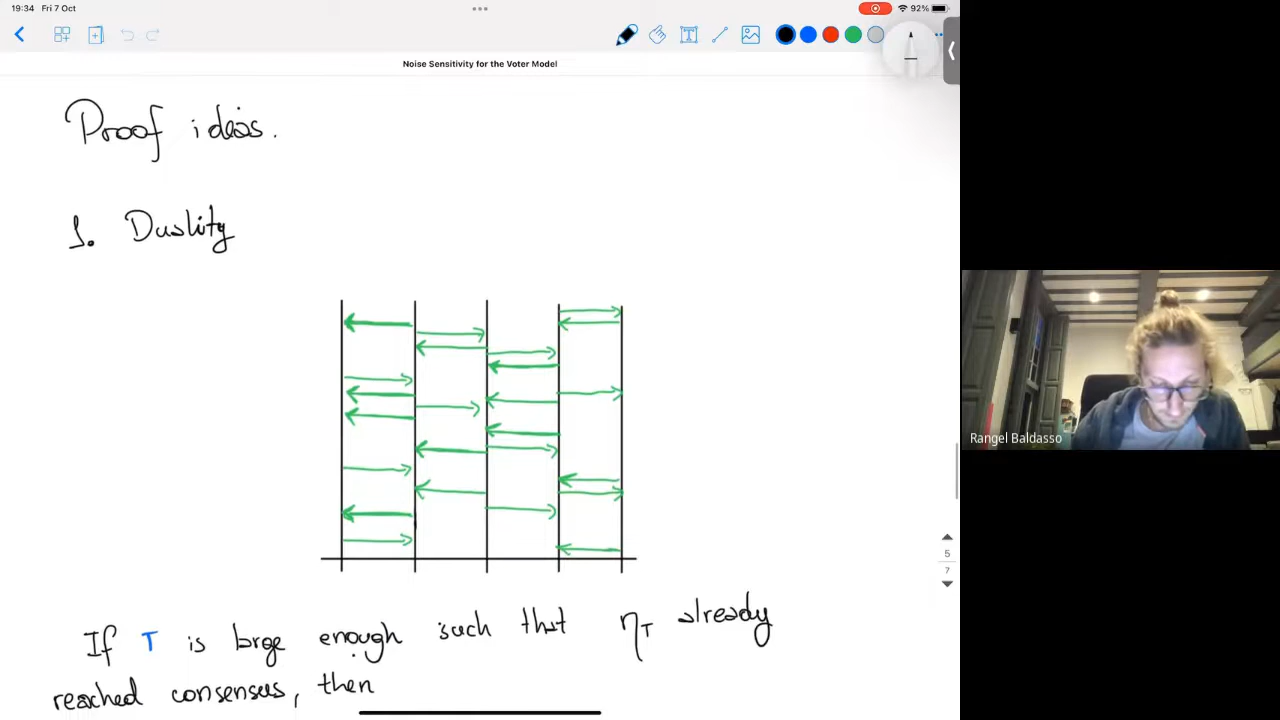 19:34 Fri 7 Oct
92%
Noise Sensitivity for the Voter Model
Proof ideas.
1. Duality
Rangel Baldasso
5
7
If T is large enough such that ηT already
reached consensus, then